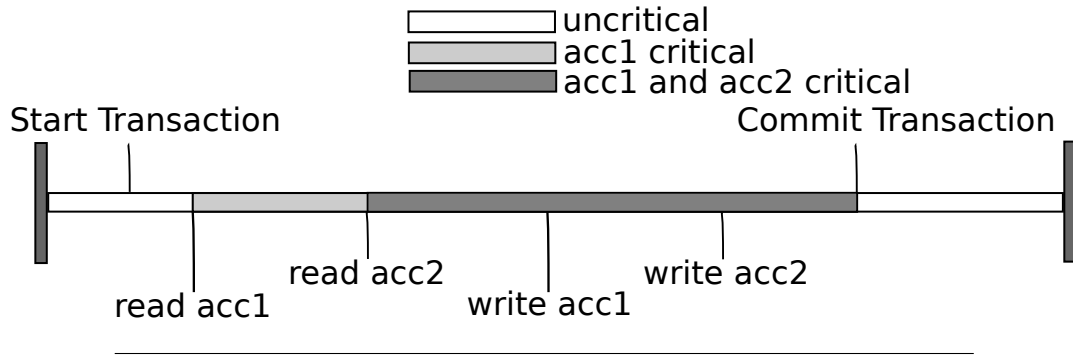 uncritical
acc1 critical
acc1 and acc2 critical
Start Transaction
Commit Transaction
read acc1
read acc2
write acc1
write acc2